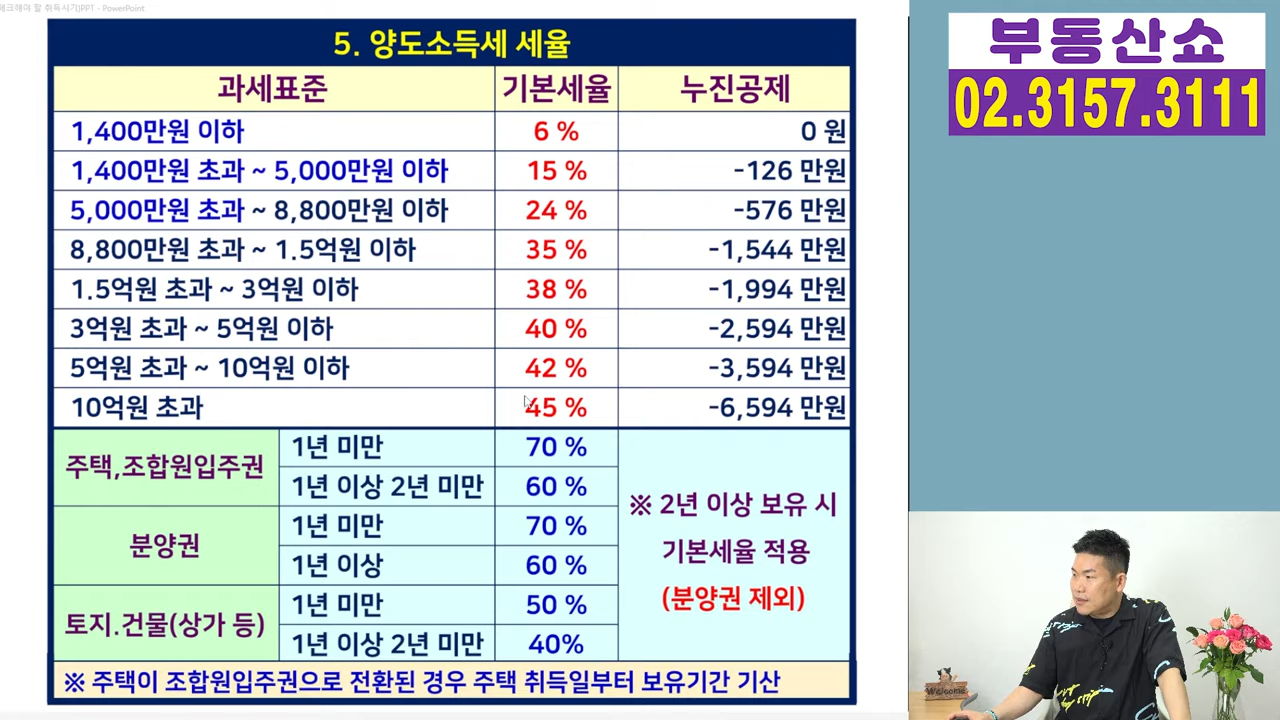 체크해야 할 취득시기)PPT - PowerPoint
5. 양도소득세 세율
과세표준 기본세율 누진공제
1,400만원 이하 6 % 0 원
1,400만원 초과 ~ 5,000만원 이하 15 % -126 만원
5,000만원 초과 ~ 8,800만원 이하 24 % -576 만원
8,800만원 초과 ~ 1.5억원 이하 35 % -1,544 만원
1.5억원 초과 ~ 3억원 이하 38 % -1,994 만원
3억원 초과 ~ 5억원 이하 40 % -2,594 만원
5억원 초과 ~ 10억원 이하 42 % -3,594 만원
10억원 초과 45 % -6,594 만원
주택,조합원입주권
1년 미만 70 %
1년 이상 2년 미만 60 %
분양권
1년 미만 70 %
1년 이상 60 %
토지.건물(상가 등)
1년 미만 50 %
1년 이상 2년 미만 40%
※ 2년 이상 보유 시
기본세율 적용
(분양권 제외)
※ 주택이 조합원입주권으로 전환된 경우 주택 취득일부터 보유기간 기산
부동산쇼
02.3157.3111
Welcome